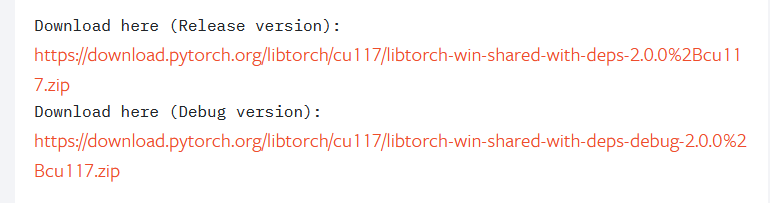 Download here (Release version):
https://download.pytorch.org/libtorch/cu117/libtorch-win-shared-with-deps-2.0.0%2Bcu11
7.zip
Download here (Debug version):
https://download.pytorch.org/libtorch/cu117/libtorch-win-shared-with-deps-debug-2.0.0%2
Bcu117.zip